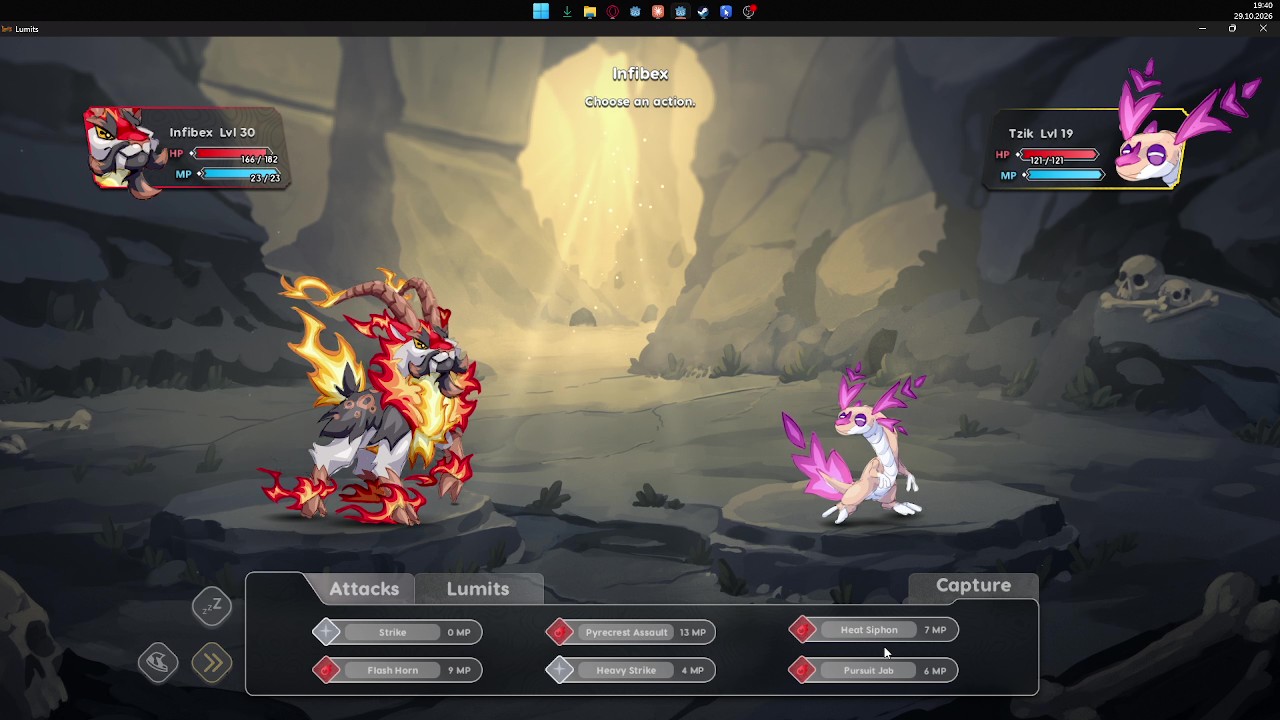 19:40
29.10.2026
Lumits
Infibex
Choose an action.
Infibex Lvl 30
HP
166 / 182
MP
23 / 23
Tzik Lvl 19
HP
121 / 121
MP
Attacks
Lumits
Capture
zzZ
Strike 0 MP
Pyrecrest Assault 13 MP
Heat Siphon 7 MP
Flash Horn 9 MP
Heavy Strike 4 MP
Pursuit Jab 6 MP